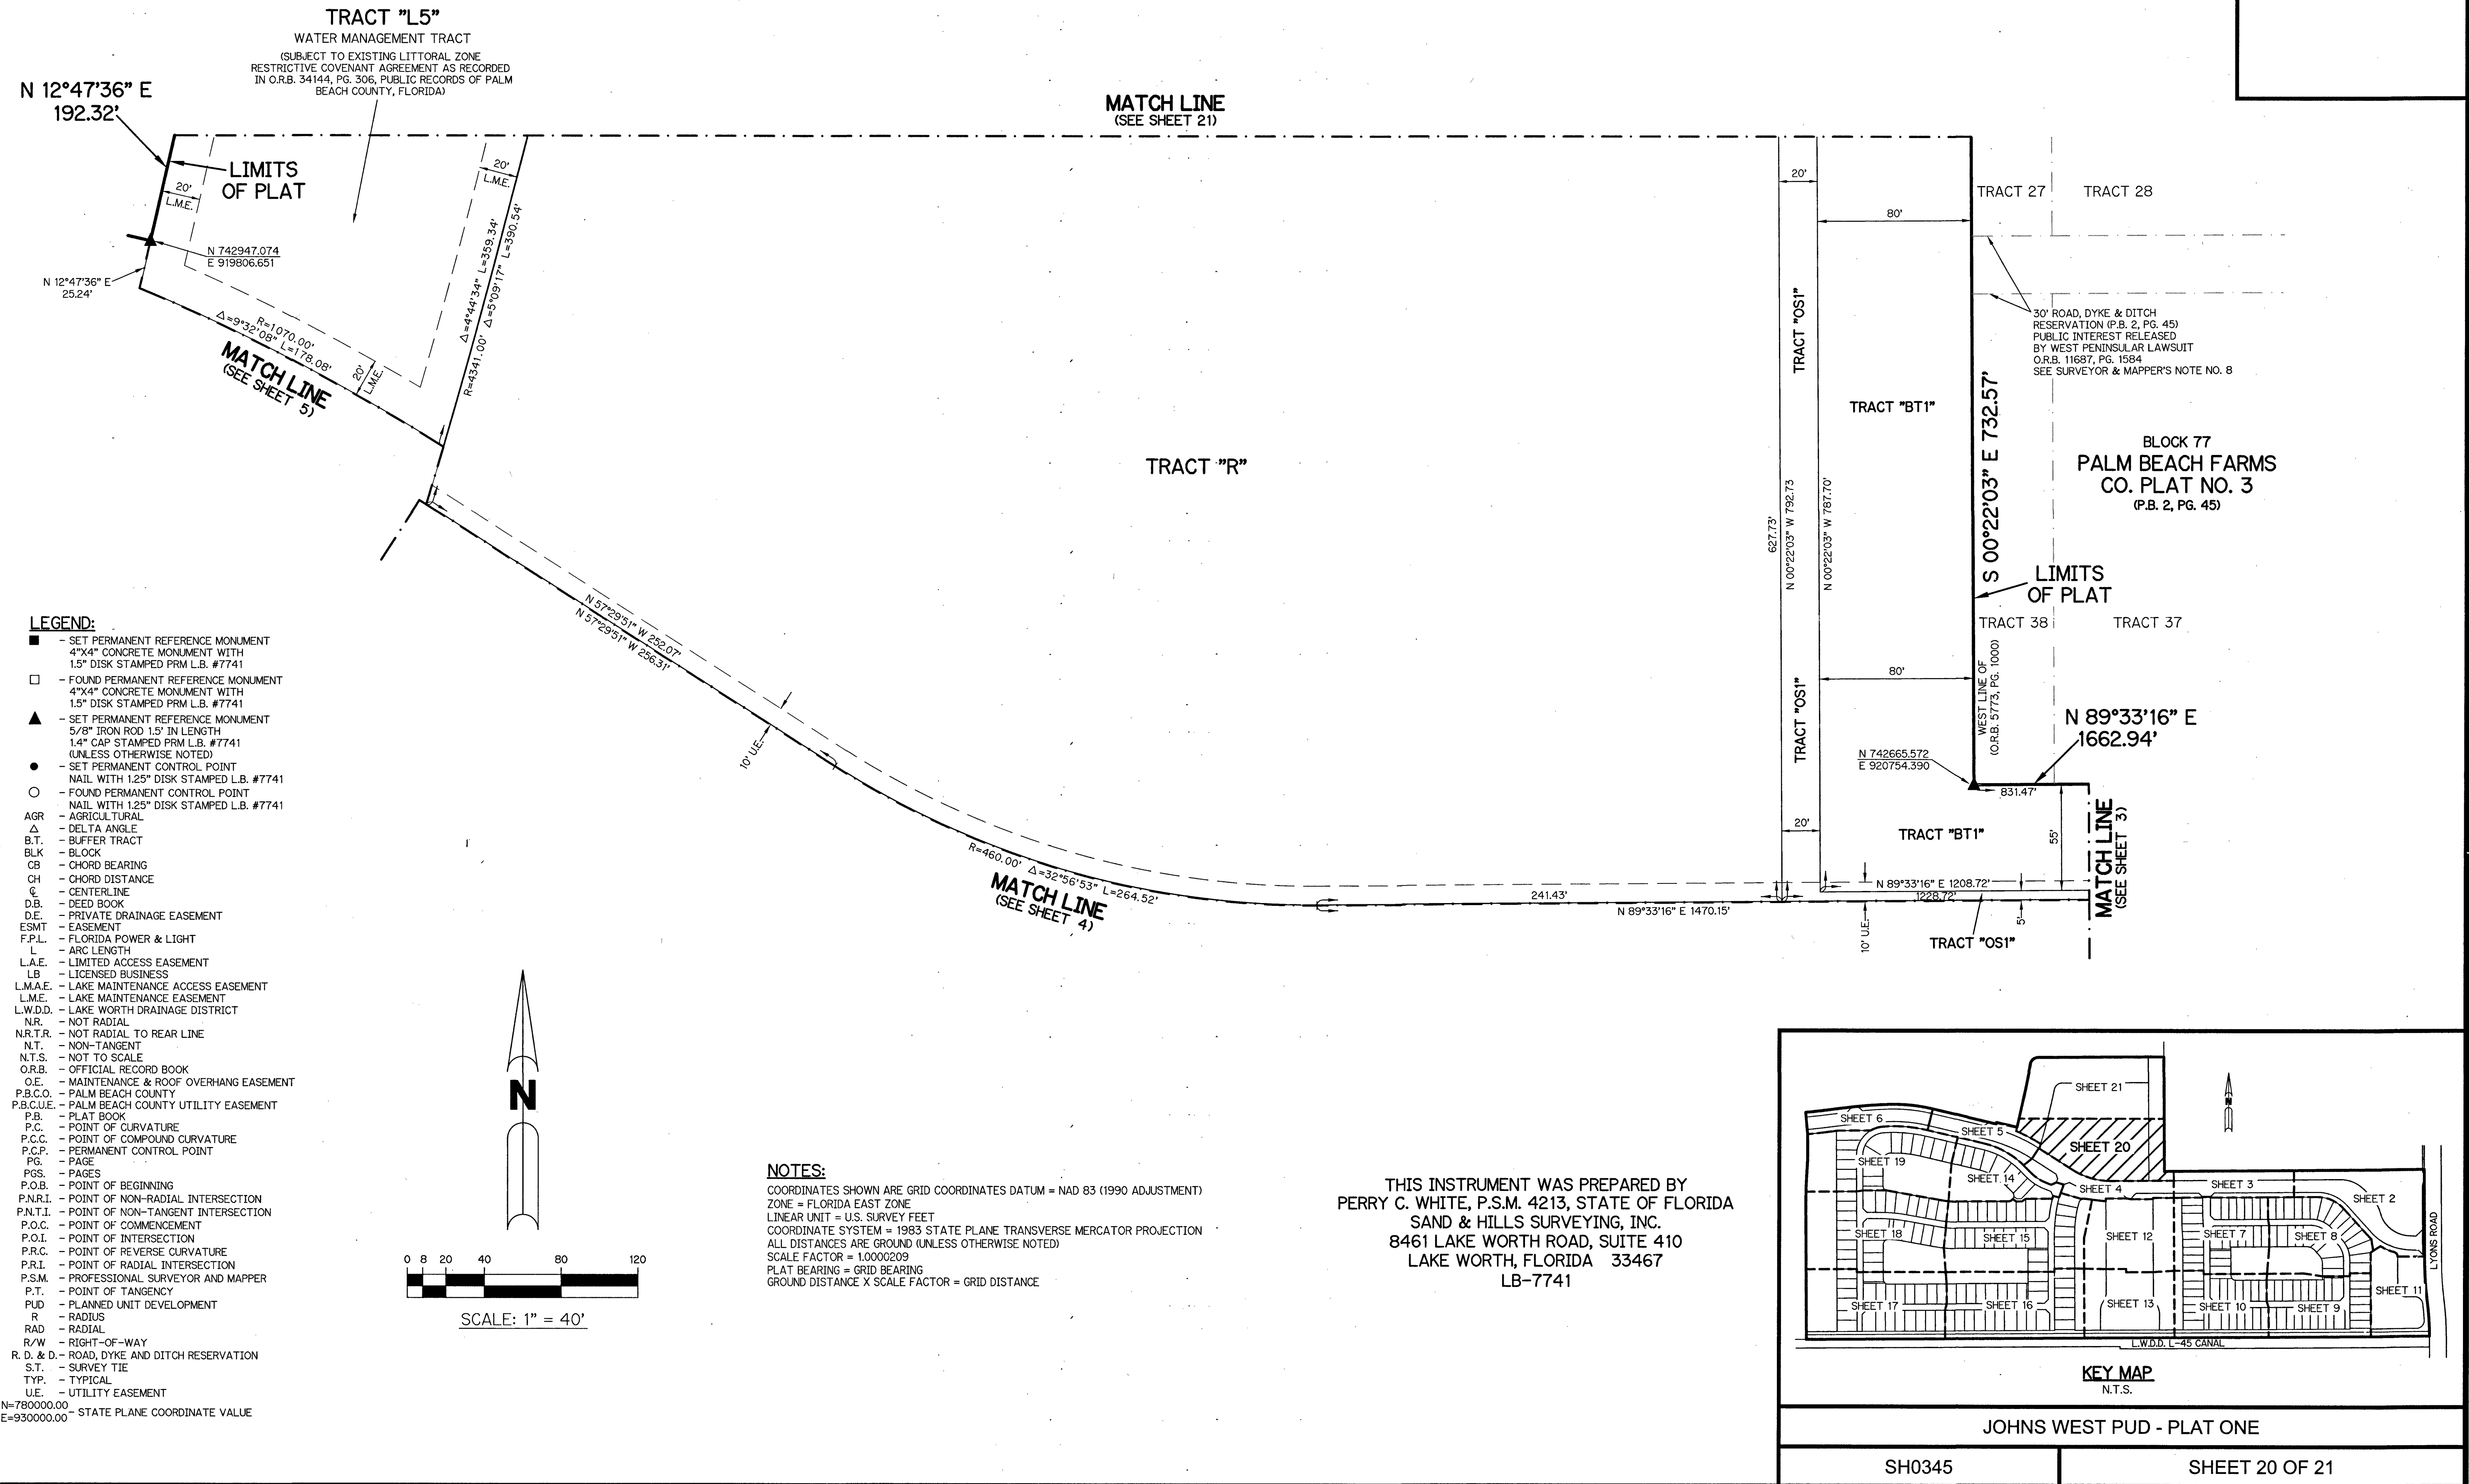 TRACT "L5"
WATER MANAGEMENT TRACT
(SUBJECT TO EXISTING LITTORAL ZONE
RESTRICTIVE COVENANT AGREEMENT AS RECORDED
IN O.R.B. 34144, PG. 306, PUBLIC RECORDS OF PALM
BEACH COUNTY, FLORIDA)
N 12°47'36" E
192.32'
LIMITS
OF PLAT
20'
L.M.E.
20'
L.M.E.
N 742947.074
E 919806.651
N 12°47'36" E
25.24'
R=1070.00'
Δ=9°32'08" L=178.08'
20'
L.M.E.
MATCH LINE
(SEE SHEET 5)
Δ=4°44'34" L=359.34'
R=4341.00' Δ=5°09'17" L=390.54'
MATCH LINE
(SEE SHEET 21)
TRACT "R"
20'
80'
TRACT "OS1"
TRACT "BT1"
627.73'
N 00°22'03" W 792.73
N 00°22'03" W 787.70'
TRACT "OS1"
80'
20'
TRACT 27
TRACT 28
30' ROAD, DYKE & DITCH
RESERVATION (P.B. 2, PG. 45)
PUBLIC INTEREST RELEASED
BY WEST PENINSULAR LAWSUIT
O.R.B. 11687, PG. 1584
SEE SURVEYOR & MAPPER'S NOTE NO. 8
S 00°22'03" E 732.57'
BLOCK 77
PALM BEACH FARMS
CO. PLAT NO. 3
(P.B. 2, PG. 45)
LIMITS
OF PLAT
TRACT 38
TRACT 37
WEST LINE OF
(O.R.B. 5773, PG. 1000)
N 89°33'16" E
1662.94'
N 742665.572
E 920754.390
831.47'
TRACT "BT1"
55'
MATCH LINE
(SEE SHEET 3)
N 89°33'16" E 1208.72'
1228.72'
5'
10' U.E.
TRACT "OS1"
241.43'
N 89°33'16" E 1470.15'
N 57°29'51" W 252.07'
N 57°29'51" W 256.31'
10' U.E.
R=460.00' Δ=32°56'53" L=264.52'
MATCH LINE
(SEE SHEET 4)
LEGEND:
- SET PERMANENT REFERENCE MONUMENT
4"X4" CONCRETE MONUMENT WITH
1.5" DISK STAMPED PRM L.B. #7741
- FOUND PERMANENT REFERENCE MONUMENT
4"X4" CONCRETE MONUMENT WITH
1.5" DISK STAMPED PRM L.B. #7741
- SET PERMANENT REFERENCE MONUMENT
5/8" IRON ROD 1.5' IN LENGTH
1.4" CAP STAMPED PRM L.B. #7741
(UNLESS OTHERWISE NOTED)
- SET PERMANENT CONTROL POINT
NAIL WITH 1.25" DISK STAMPED L.B. #7741
- FOUND PERMANENT CONTROL POINT
NAIL WITH 1.25" DISK STAMPED L.B. #7741
AGR - AGRICULTURAL
Δ - DELTA ANGLE
B.T. - BUFFER TRACT
BLK - BLOCK
CB - CHORD BEARING
CH - CHORD DISTANCE
℄ - CENTERLINE
D.B. - DEED BOOK
D.E. - PRIVATE DRAINAGE EASEMENT
ESMT - EASEMENT
F.P.L. - FLORIDA POWER & LIGHT
L - ARC LENGTH
L.A.E. - LIMITED ACCESS EASEMENT
LB - LICENSED BUSINESS
L.M.A.E. - LAKE MAINTENANCE ACCESS EASEMENT
L.M.E. - LAKE MAINTENANCE EASEMENT
L.W.D.D. - LAKE WORTH DRAINAGE DISTRICT
N.R. - NOT RADIAL
N.R.T.R. - NOT RADIAL TO REAR LINE
N.T. - NON-TANGENT
N.T.S. - NOT TO SCALE
O.R.B. - OFFICIAL RECORD BOOK
O.E. - MAINTENANCE & ROOF OVERHANG EASEMENT
P.B.C.O. - PALM BEACH COUNTY
P.B.C.U.E. - PALM BEACH COUNTY UTILITY EASEMENT
P.B. - PLAT BOOK
P.C. - POINT OF CURVATURE
P.C.C. - POINT OF COMPOUND CURVATURE
P.C.P. - PERMANENT CONTROL POINT
PG. - PAGE
PGS. - PAGES
P.O.B. - POINT OF BEGINNING
P.N.R.I. - POINT OF NON-RADIAL INTERSECTION
P.N.T.I. - POINT OF NON-TANGENT INTERSECTION
P.O.C. - POINT OF COMMENCEMENT
P.O.I. - POINT OF INTERSECTION
P.R.C. - POINT OF REVERSE CURVATURE
P.R.I. - POINT OF RADIAL INTERSECTION
P.S.M. - PROFESSIONAL SURVEYOR AND MAPPER
P.T. - POINT OF TANGENCY
PUD - PLANNED UNIT DEVELOPMENT
R - RADIUS
RAD - RADIAL
R/W - RIGHT-OF-WAY
R. D. & D. - ROAD, DYKE AND DITCH RESERVATION
S.T. - SURVEY TIE
TYP. - TYPICAL
U.E. - UTILITY EASEMENT
N=780000.00
E=930000.00 - STATE PLANE COORDINATE VALUE
N
0 8 20 40 80 120
SCALE: 1" = 40'
NOTES:
COORDINATES SHOWN ARE GRID COORDINATES DATUM = NAD 83 (1990 ADJUSTMENT)
ZONE = FLORIDA EAST ZONE
LINEAR UNIT = U.S. SURVEY FEET
COORDINATE SYSTEM = 1983 STATE PLANE TRANSVERSE MERCATOR PROJECTION
ALL DISTANCES ARE GROUND (UNLESS OTHERWISE NOTED)
SCALE FACTOR = 1.0000209
PLAT BEARING = GRID BEARING
GROUND DISTANCE X SCALE FACTOR = GRID DISTANCE
THIS INSTRUMENT WAS PREPARED BY
PERRY C. WHITE, P.S.M. 4213, STATE OF FLORIDA
SAND & HILLS SURVEYING, INC.
8461 LAKE WORTH ROAD, SUITE 410
LAKE WORTH, FLORIDA 33467
LB-7741
SHEET 21
N
SHEET 6
SHEET 5
SHEET 20
SHEET 19
SHEET 14
SHEET 4
SHEET 3
SHEET 2
SHEET 18
SHEET 15
SHEET 12
SHEET 7
SHEET 8
LYONS ROAD
SHEET 11
SHEET 17
SHEET 16
SHEET 13
SHEET 10
SHEET 9
L.W.D.D. L-45 CANAL
KEY MAP
N.T.S.
JOHNS WEST PUD - PLAT ONE
SH0345
SHEET 20 OF 21